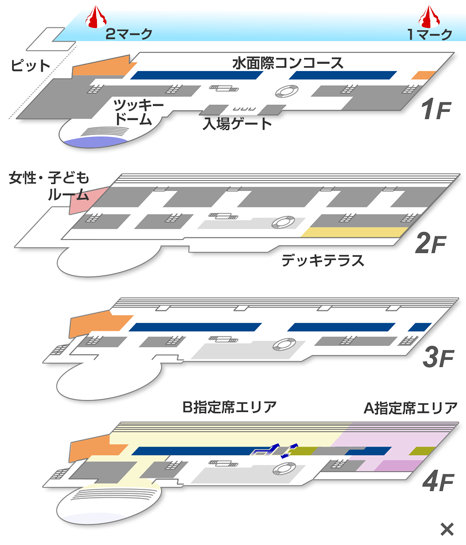 2マーク
1マーク
ピット
水面際コンコース
ツッキー
ドーム
入場ゲート
1F
女性・子ども
ルーム
デッキテラス
2F
3F
B指定席エリア
A指定席エリア
4F
×